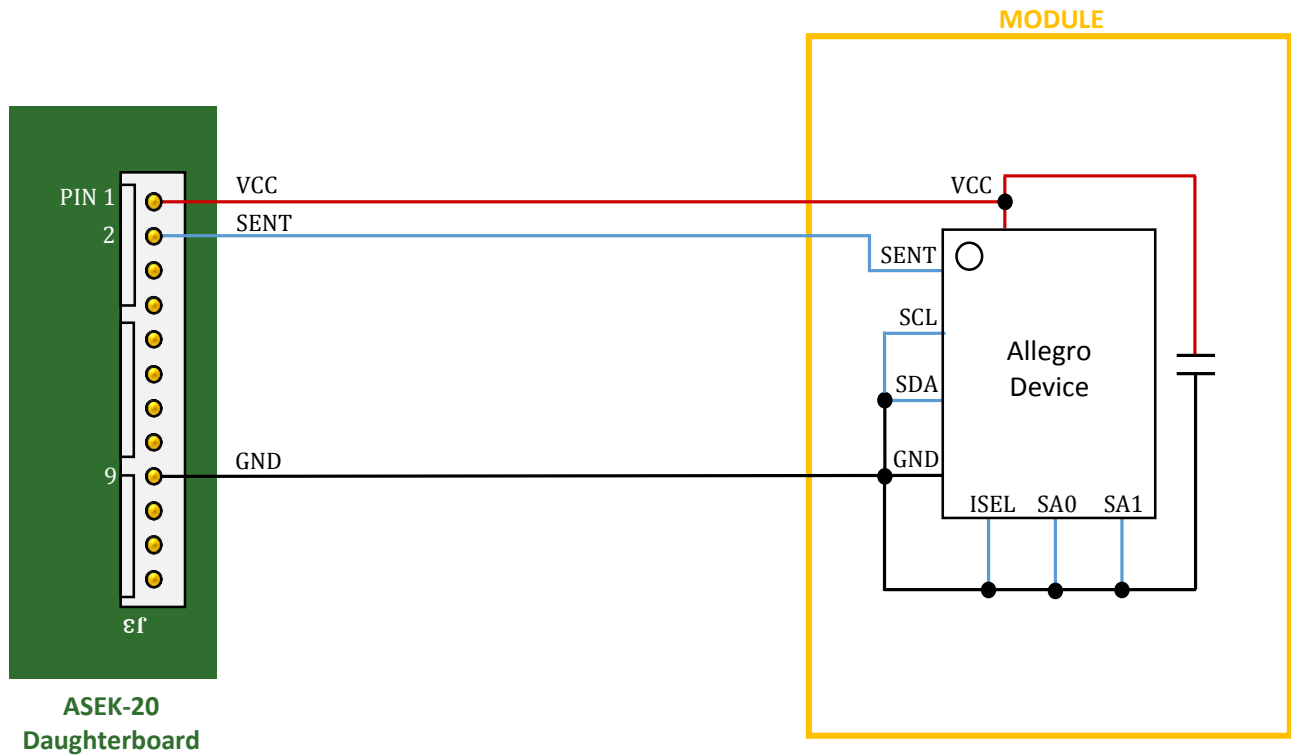 MODULE
PIN 1
VCC
VCC
2
SENT
SENT
SCL
Allegro
Device
SDA
9
GND
GND
ISEL SA0 SA1
J3
ASEK-20
Daughterboard